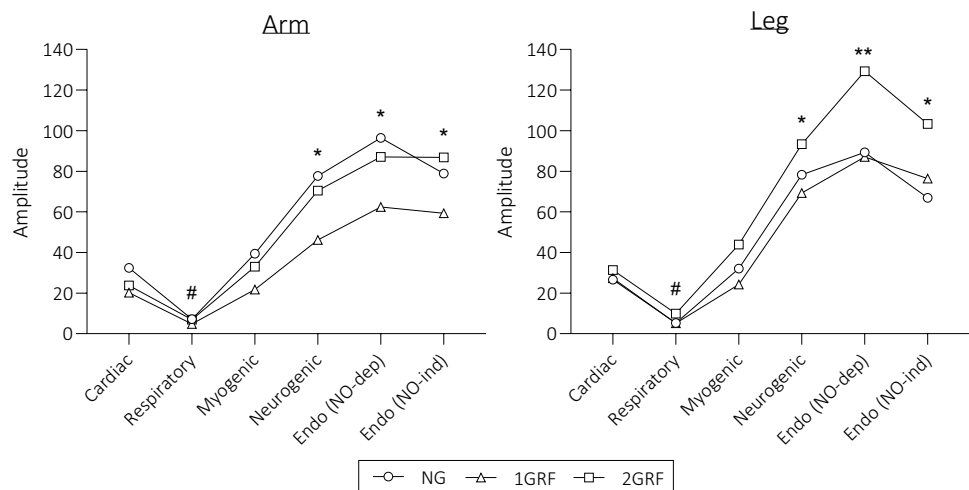 Arm
Leg
140
120
100
80
60
40
20
0
Amplitude
#
*
*
*
Cardiac
Respiratory
Myogenic
Neurogenic
Endo (NO-dep)
Endo (NO-ind)
140
120
100
80
60
40
20
0
Amplitude
#
*
**
*
Cardiac
Respiratory
Myogenic
Neurogenic
Endo (NO-dep)
Endo (NO-ind)
NG 1GRF 2GRF